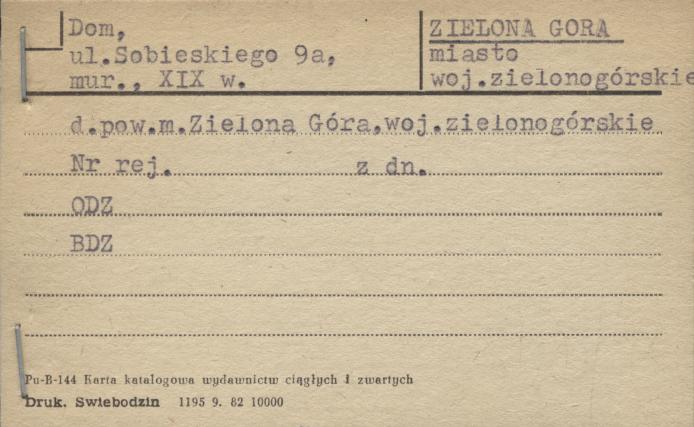 Dom,
ul.Sobieskiego 9a,
mur., XIX w.
ZIELONA GORA
miasto
woj.zielonogórskie
d.pow.m.Zielona Góra,woj.zielonogórskie
Nr rej. z dn.
ODZ
BDZ
Pu-B-144 Karta katalogowa wydawnictw ciągłych i zwartych
Druk. Swiebodzin 1195 9. 82 10000